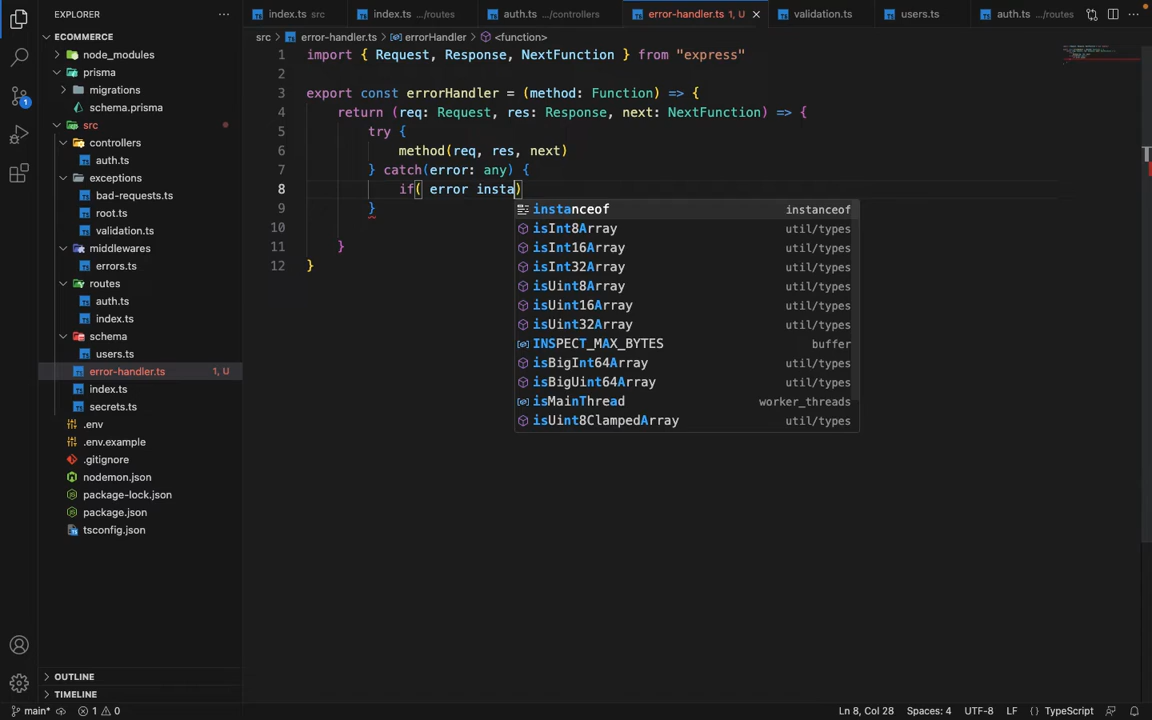 EXPLORER
index.ts src
index.ts .../routes
auth.ts .../controllers
error-handler.ts 1, U
validation.ts
users.ts
auth.ts .../routes
src > error-handler.ts > errorHandler > <function>
ECOMMERCE
node_modules
prisma
migrations
schema.prisma
src
controllers
auth.ts
exceptions
bad-requests.ts
root.ts
validation.ts
middlewares
errors.ts
routes
auth.ts
index.ts
schema
users.ts
error-handler.ts 1, U
index.ts
secrets.ts
.env
.env.example
.gitignore
nodemon.json
package-lock.json
package.json
tsconfig.json
OUTLINE
TIMELINE
1 import { Request, Response, NextFunction } from "express"
2
3 export const errorHandler = (method: Function) => {
4 return (req: Request, res: Response, next: NextFunction) => {
5 try {
6 method(req, res, next)
7 } catch(error: any) {
8 if( error insta)
9 }
10
11 }
12 }
instanceof instanceof
isInt8Array util/types
isInt16Array util/types
isInt32Array util/types
isUint8Array util/types
isUint16Array util/types
isUint32Array util/types
INSPECT_MAX_BYTES buffer
isBigInt64Array util/types
isBigUint64Array util/types
isMainThread worker_threads
isUint8ClampedArray util/types
1
main* 1 0 Ln 8, Col 28 Spaces: 4 UTF-8 LF { } TypeScript